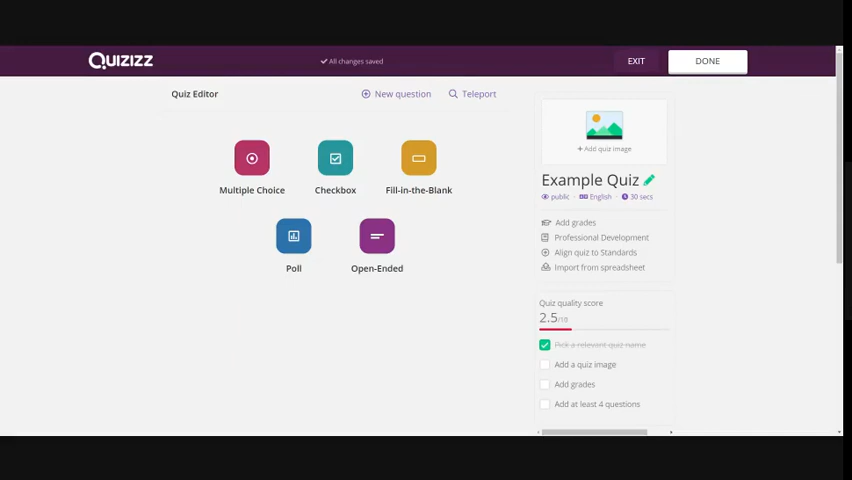 QUIZIZZ
All changes saved
EXIT
DONE
Quiz Editor
New question
Teleport
Multiple Choice
Checkbox
Fill-in-the-Blank
Poll
Open-Ended
+ Add quiz image
Example Quiz
public · English · 30 secs
Add grades
Professional Development
Align quiz to Standards
Import from spreadsheet
Quiz quality score
2.5/10
Pick a relevant quiz name
Add a quiz image
Add grades
Add at least 4 questions